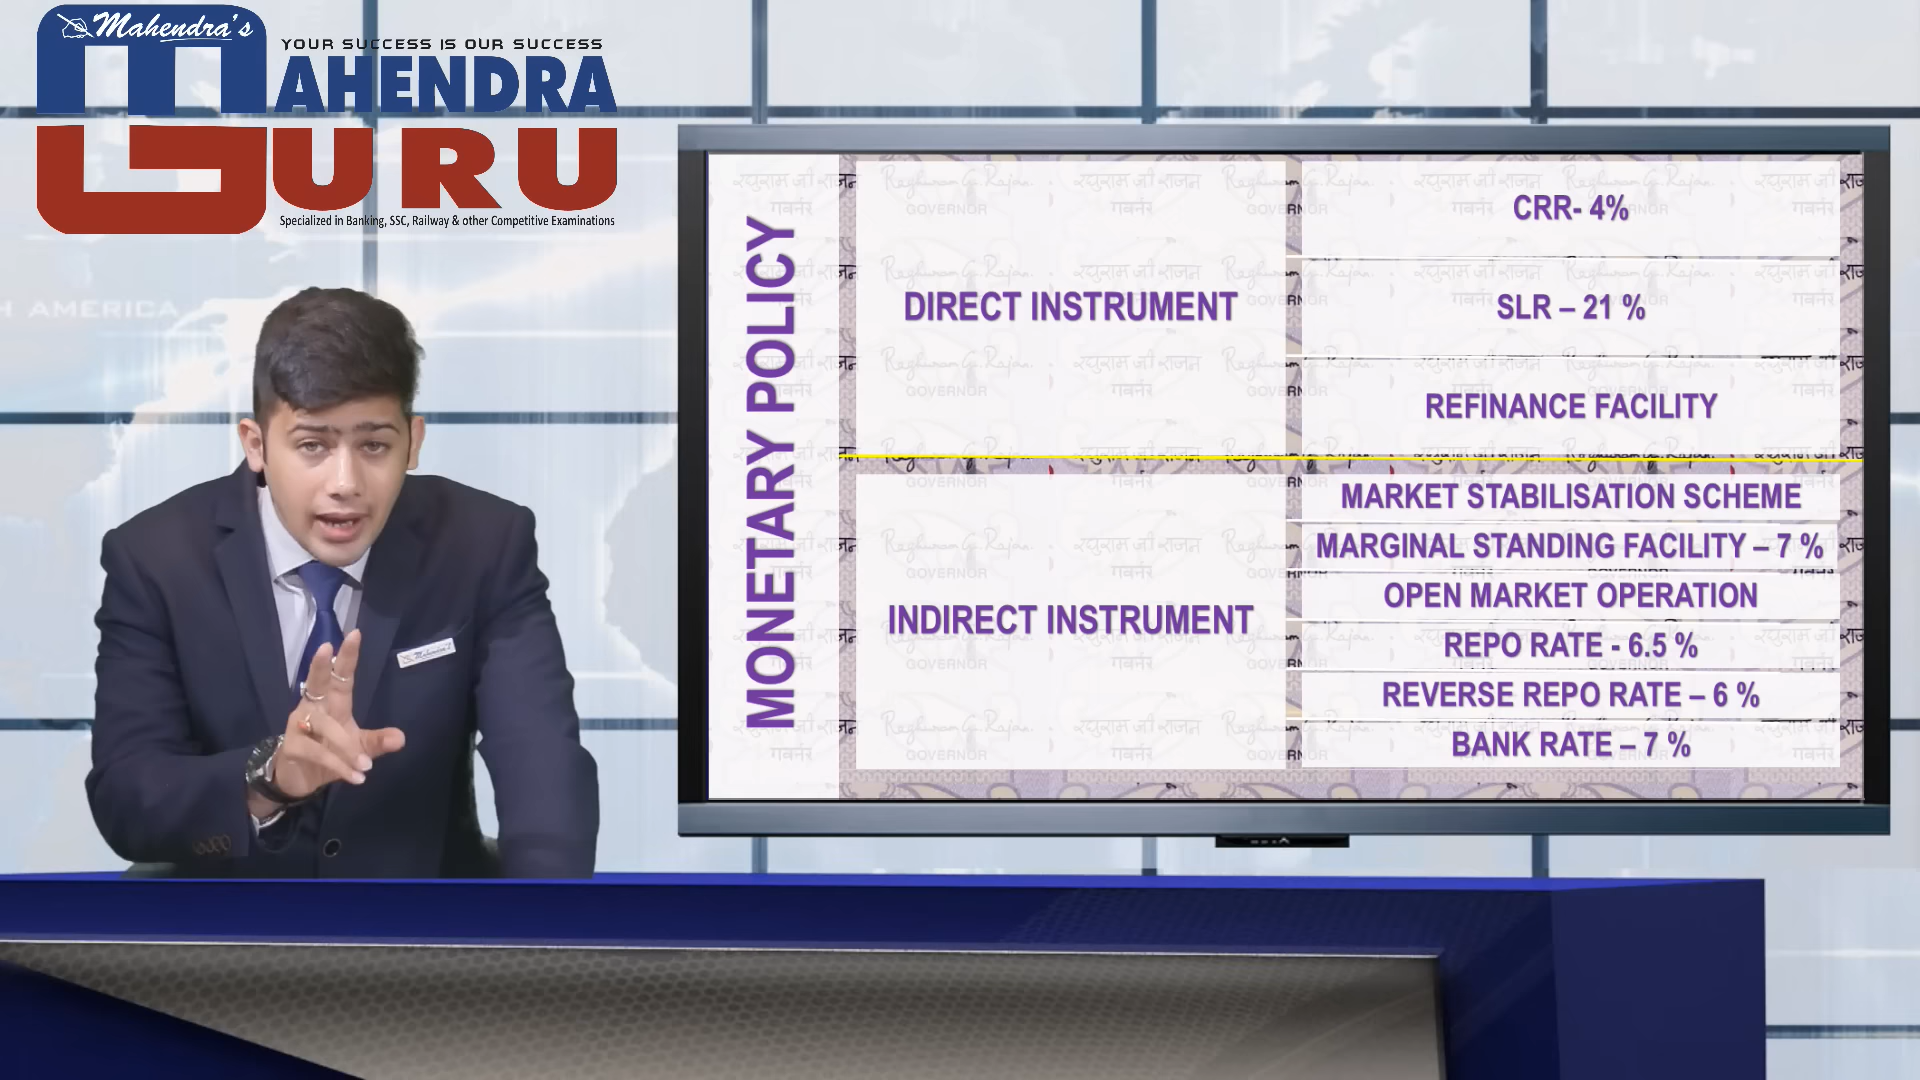 Mahendra's
YOUR SUCCESS IS OUR SUCCESS
MAHENDRA
GURU
Specialized in Banking, SSC, Railway & other Competitive Examinations
H AMERICA
MONETARY POLICY
DIRECT INSTRUMENT
CRR- 4%
SLR – 21 %
REFINANCE FACILITY
INDIRECT INSTRUMENT
MARKET STABILISATION SCHEME
MARGINAL STANDING FACILITY – 7 %
OPEN MARKET OPERATION
REPO RATE - 6.5 %
REVERSE REPO RATE – 6 %
BANK RATE – 7 %
Mahendra's